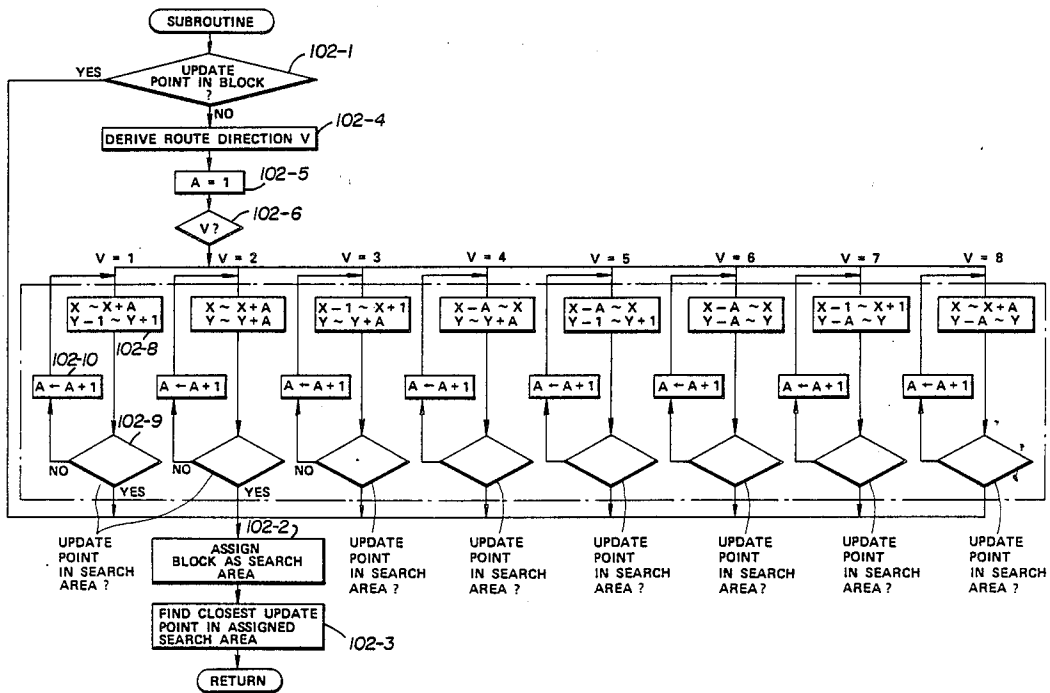 SUBROUTINE
102-1
YES
UPDATE
POINT IN BLOCK
?
NO
102-4
DERIVE ROUTE DIRECTION V
102-5
A = 1
102-6
V?
V = 1
V = 2
V = 3
V = 4
V = 5
V = 6
V = 7
V = 8
X ~ X+A
Y-1 ~ Y+1
X ~ X+A
Y ~ Y+A
X-1 ~ X+1
Y ~ Y+A
X-A ~ X
Y ~ Y+A
X-A ~ X
Y-1 ~ Y+1
X-A ~ X
Y-A ~ Y
X-1 ~ X+1
Y-A ~ Y
X ~ X+A
Y-A ~ Y
102-8
102-10
A ← A+1
A ← A+1
A ← A+1
A ← A+1
A ← A+1
A ← A+1
A ← A+1
A ← A+1
102-9
NO
NO
NO
YES
YES
UPDATE
POINT
IN SEARCH
AREA ?
102-2
ASSIGN
BLOCK AS SEARCH
AREA
UPDATE
POINT
IN SEARCH
AREA ?
UPDATE
POINT
IN SEARCH
AREA ?
UPDATE
POINT
IN SEARCH
AREA ?
UPDATE
POINT
IN SEARCH
AREA ?
UPDATE
POINT
IN SEARCH
AREA ?
UPDATE
POINT
IN SEARCH
AREA ?
FIND CLOSEST UPDATE
POINT IN ASSIGNED
SEARCH AREA
102-3
RETURN